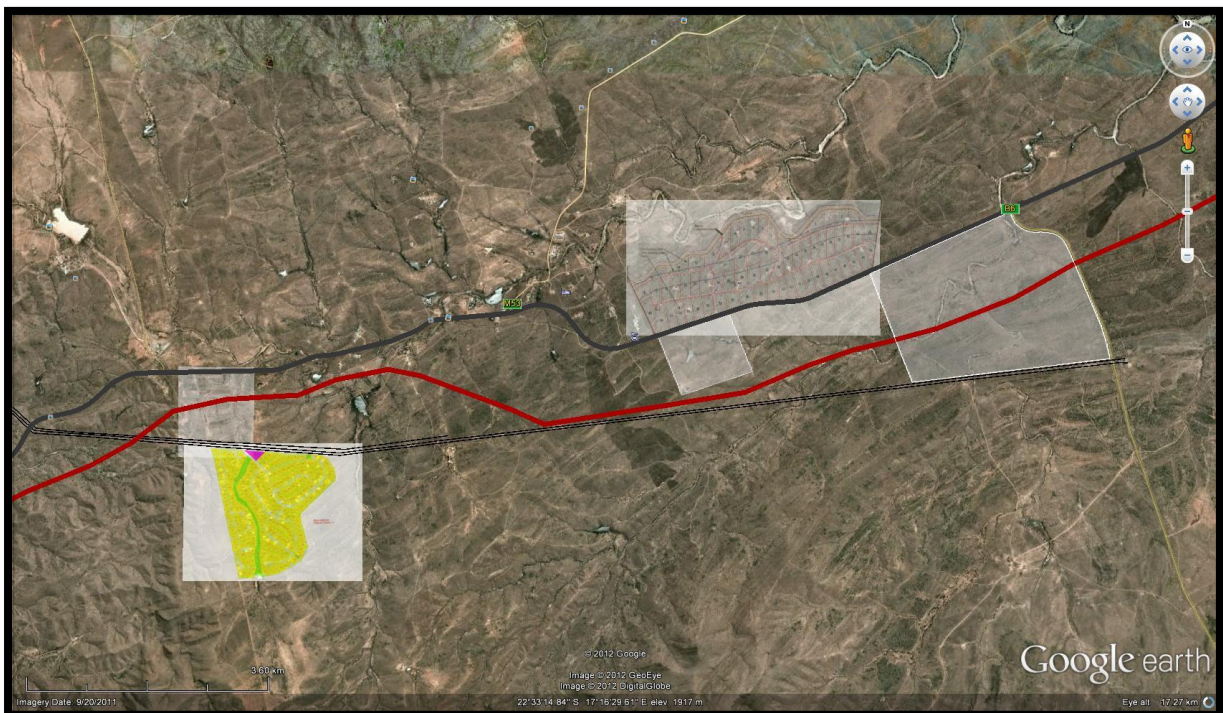 N
B6
M53
3.60 km
© 2012 Google
Image © 2012 GeoEye
Image © 2012 DigitalGlobe
Google earth
Imagery Date: 9/20/2011
22°33'14.84" S 17°16'29.61" E elev 1917 m
Eye alt 17.27 km